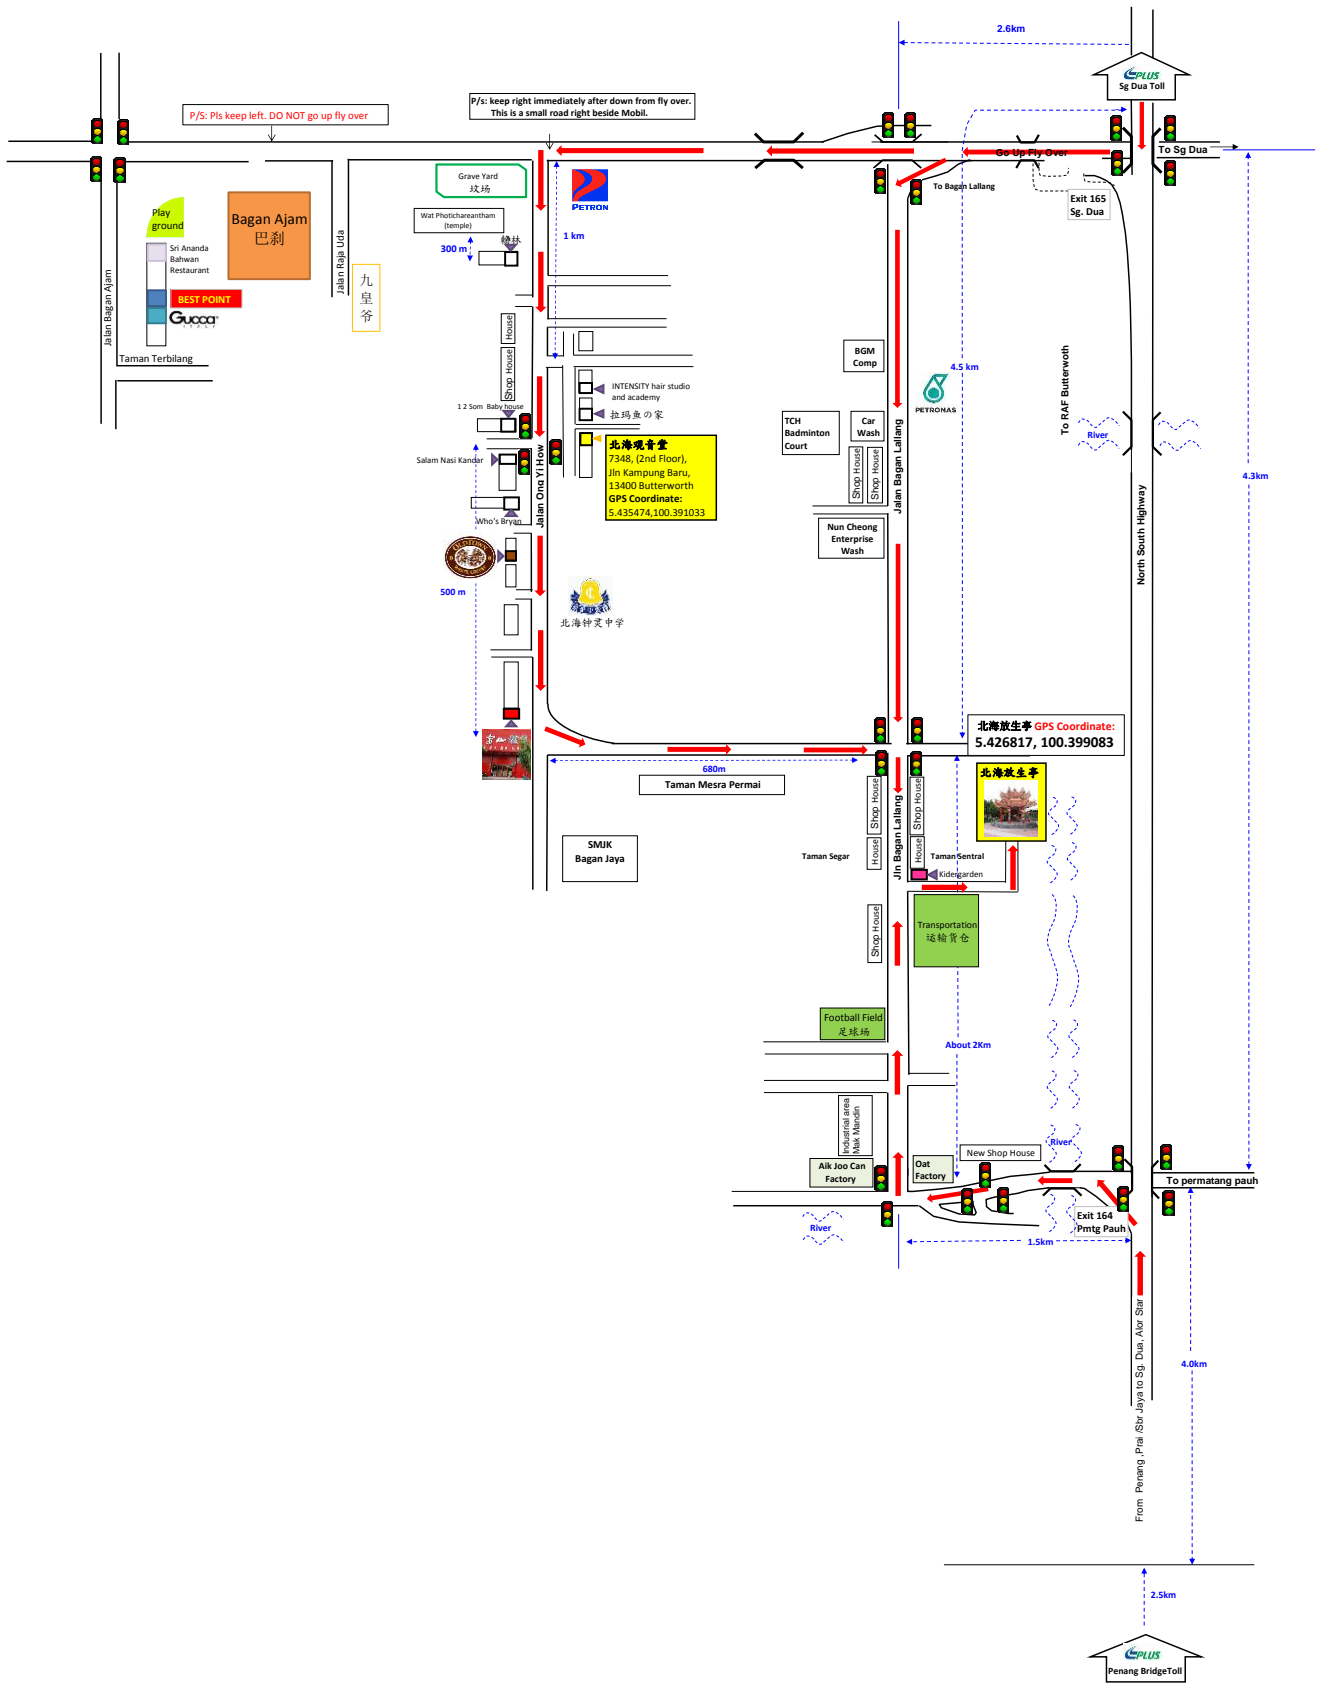 2.6km
PLUS
Sg Dua Toll
P/s: keep right immediately after down from fly over.
This is a small road right beside Mobil.
P/S: Pls keep left. DO NOT go up fly over
Go Up Fly Over
To Sg Dua
To Bagan Lallang
Exit 165
Sg. Dua
Grave Yard
坟场
PETRON
Wat Photichareantham
(temple)
300 m
1 km
Play
ground
Bagan Ajam
巴刹
Sri Ananda
Bahwan
Restaurant
BEST POINT
Gucca
ITALY
Jalan Bagan Ajam
Jalan Raja Uda
九
皇
爷
Taman Terbilang
House
Shop House
INTENSITY hair studio
and academy
拉玛鱼の家
1 2 Som Baby house
Salam Nasi Kandar
Who's Bryan
OLDTOWN
WHITE COFFEE
500 m
Jalan Ong Yi How
北海观音堂
7348, (2nd Floor),
Jln Kampung Baru,
13400 Butterworth
GPS Coordinate:
5.435474,100.391033
北海钟灵中学
BGM
Comp
TCH
Badminton
Court
Car
Wash
Shop House
Shop House
Nun Cheong
Enterprise
Wash
Jalan Bagan Lallang
4.5 km
PETRONAS
To RAF Butterwoth
River
North South Highway
4.3km
北海放生亭 GPS Coordinate:
5.426817, 100.399083
北海放生亭
680m
Taman Mesra Permai
SMJK
Bagan Jaya
Shop House
House
Taman Segar
Jln Bagan Lallang
Shop House
House
Taman Sentral
Kidergarden
Shop House
Transportation
运输货仓
Football Field
足球场
About 2Km
Industrial area
Mak Mandin
Aik Joo Can
Factory
Oat
Factory
New Shop House
River
To permatang pauh
Exit 164
Pmtg Pauh
River
1.5km
From Penang ,Prai /Sbr Jaya to Sg. Dua, Alor Star
4.0km
2.5km
PLUS
Penang BridgeToll